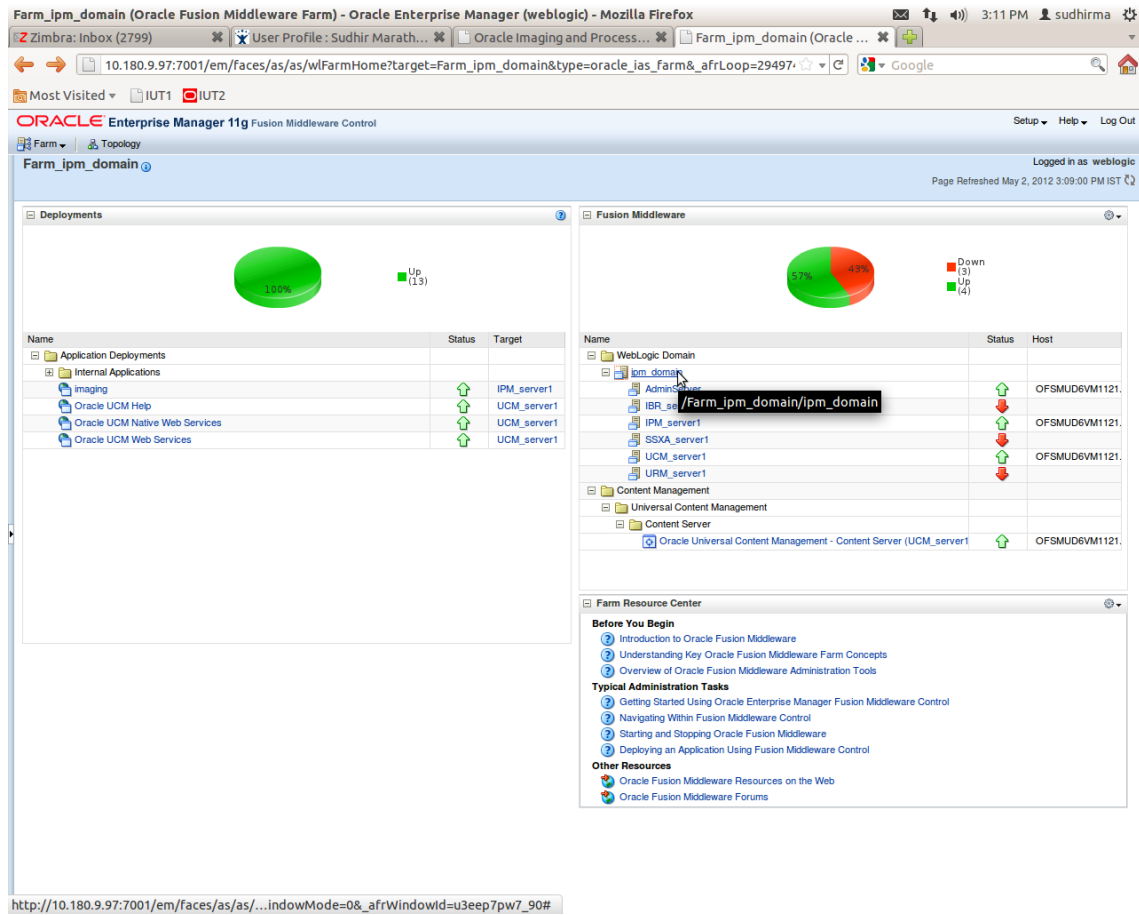 Farm_ipm_domain (Oracle Fusion Middleware Farm) - Oracle Enterprise Manager (weblogic) - Mozilla Firefox 3:11 PM sudhirma
Zimbra: Inbox (2799) User Profile : Sudhir Marath... Oracle Imaging and Process... Farm_ipm_domain (Oracle ...
10.180.9.97:7001/em/faces/as/as/wlFarmHome?target=Farm_ipm_domain&type=oracle_ias_farm&_afrLoop=29497 Google
Most Visited IUT1 IUT2
ORACLE Enterprise Manager 11g Fusion Middleware Control Setup Help Log Out
Farm Topology
Farm_ipm_domain Logged in as weblogic
Page Refreshed May 2, 2012 3:09:00 PM IST
Deployments
100%
Up
(13)
Name Status Target
Application Deployments
Internal Applications
imaging IPM_server1
Oracle UCM Help UCM_server1
Oracle UCM Native Web Services UCM_server1
Oracle UCM Web Services UCM_server1
Fusion Middleware
57% 43%
Down
(3)
Up
(4)
Name Status Host
WebLogic Domain
ipm_domain
AdminServer OFSMUD6VM1121.
/Farm_ipm_domain/ipm_domain
IBR_se
IPM_server1 OFSMUD6VM1121.
SSXA_server1
UCM_server1 OFSMUD6VM1121.
URM_server1
Content Management
Universal Content Management
Content Server
Oracle Universal Content Management - Content Server (UCM_server1 OFSMUD6VM1121.
Farm Resource Center
Before You Begin
Introduction to Oracle Fusion Middleware
Understanding Key Oracle Fusion Middleware Farm Concepts
Overview of Oracle Fusion Middleware Administration Tools
Typical Administration Tasks
Getting Started Using Oracle Enterprise Manager Fusion Middleware Control
Navigating Within Fusion Middleware Control
Starting and Stopping Oracle Fusion Middleware
Deploying an Application Using Fusion Middleware Control
Other Resources
Oracle Fusion Middleware Resources on the Web
Oracle Fusion Middleware Forums
http://10.180.9.97:7001/em/faces/as/as/...indowMode=0&_afrWindowId=u3eep7pw7_90#